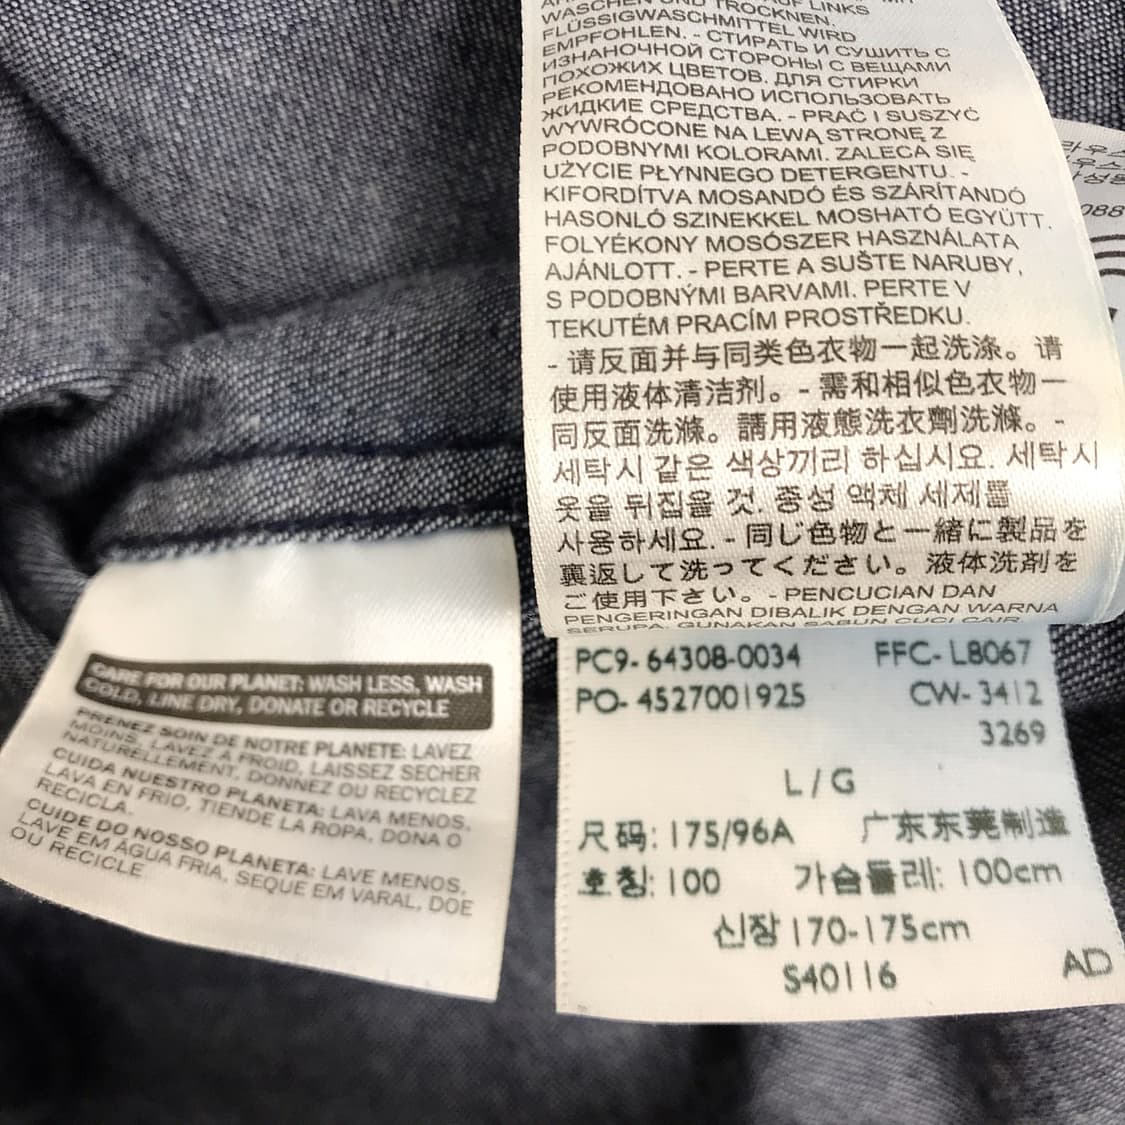 WASCHEN UND TROCKNEN.
FLÜSSIGWASCHMITTEL WIRD
EMPFOHLEN. - СТИРАТЬ И СУШИТЬ С
ИЗНАНОЧНОЙ СТОРОНЫ С ВЕЩАМИ
ПОХОЖИХ ЦВЕТОВ. ДЛЯ СТИРКИ
РЕКОМЕНДОВАНО ИСПОЛЬЗОВАТЬ
ЖИДКИЕ СРЕДСТВА. - PRAĆ I SUSZYĆ
WYWRÓCONE NA LEWĄ STRONĘ Z
PODOBNYMI KOLORAMI. ZALECA SIĘ
UŻYCIE PŁYNNEGO DETERGENTU. -
KIFORDÍTVA MOSANDÓ ÉS SZÁRÍTANDÓ
HASONLÓ SZINEKKEL MOSHATÓ EGYÜTT.
FOLYÉKONY MOSÓSZER HASZNÁLATA
AJÁNLOTT. - PERTE A SUŠTE NARUBY,
S PODOBNÝMI BARVAMI. PERTE V
TEKUTÉM PRACÍM PROSTŘEDKU.
- 请反面并与同类色衣物一起洗涤。请
使用液体清洁剂。- 需和相似色衣物一
同反面洗滌。請用液態洗衣劑洗滌。-
세탁시 같은 색상끼리 하십시요. 세탁시
옷을 뒤집을 것. 중성 액체 세제를
사용하세요. - 同じ色物と一緒に製品を
裏返して洗ってください。液体洗剤を
ご使用下さい。- PENCUCIAN DAN
PENGERINGAN DIBALIK DENGAN WARNA
SERUPA. GUNAKAN SABUN CUCI CAIR
CARE FOR OUR PLANET: WASH LESS, WASH
COLD, LINE DRY, DONATE OR RECYCLE
PRENEZ SOIN DE NOTRE PLANETE: LAVEZ
MOINS, LAVEZ À FROID, LAISSEZ SECHER
NATURELLEMENT, DONNEZ OU RECYCLEZ
CUIDA NUESTRO PLANETA: LAVA MENOS,
LAVA EN FRIO, TIENDE LA ROPA, DONA O
RECICLA.
CUIDE DO NOSSO PLANETA: LAVE MENOS,
LAVE EM ÁGUA FRIA, SEQUE EM VARAL, DOE
OU RECICLE
PC9- 64308-0034 FFC- L8067
PO- 4527001925 CW- 3412
3269
L / G
尺码: 175/96A 广东东莞制造
호칭: 100 가슴둘레: 100cm
신장 170-175cm
S40116 AD